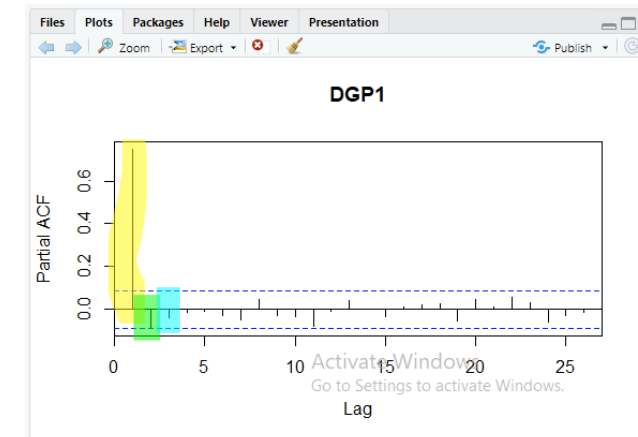 Files Plots Packages Help Viewer Presentation
Zoom Export Publish
DGP1
Partial ACF
0.6
0.4
0.2
0.0
0 5 10 15 20 25
Activate Windows
Go to Settings to activate Windows.
Lag